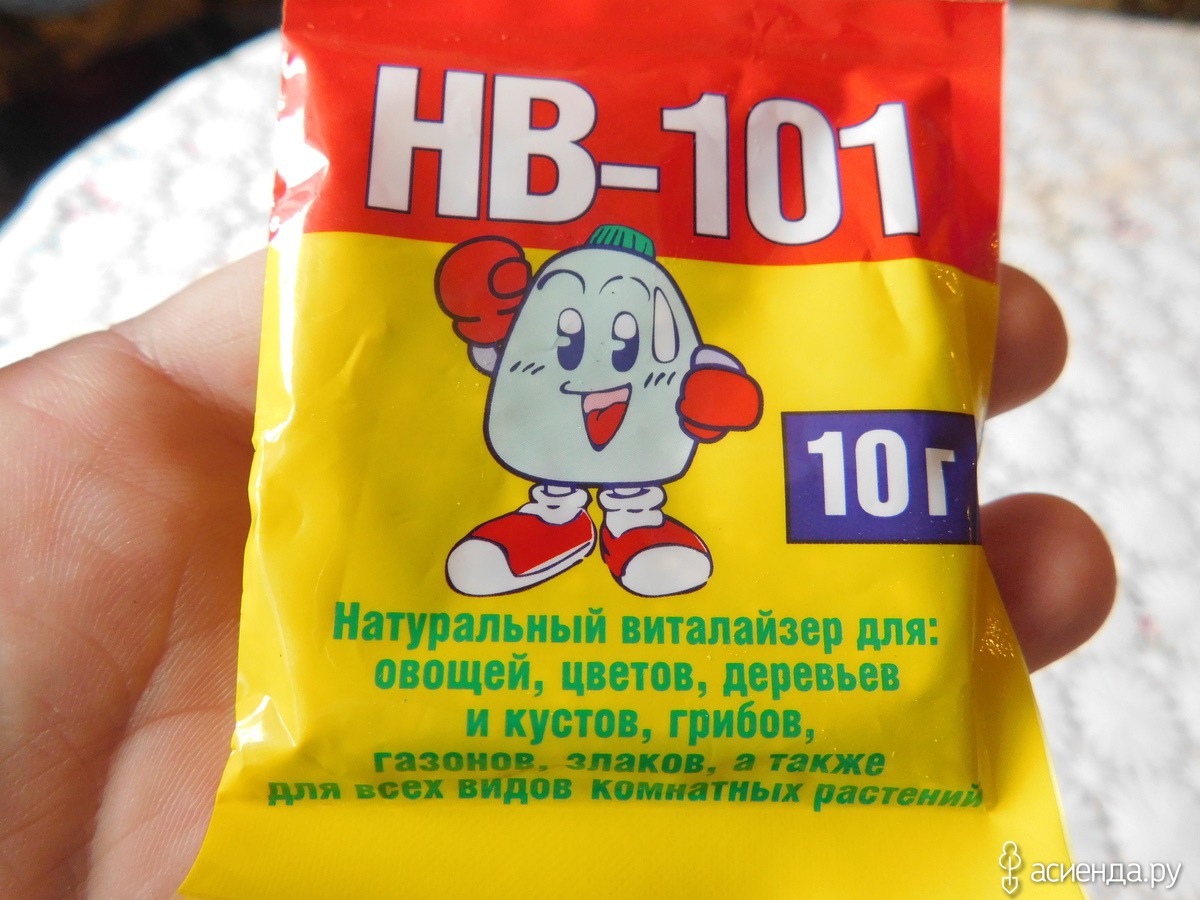 НВ-101
10 г
Натуральный виталайзер для:
овощей, цветов, деревьев
и кустов, грибов,
газонов, злаков, а также
для всех видов комнатных растений
асиенда.ру